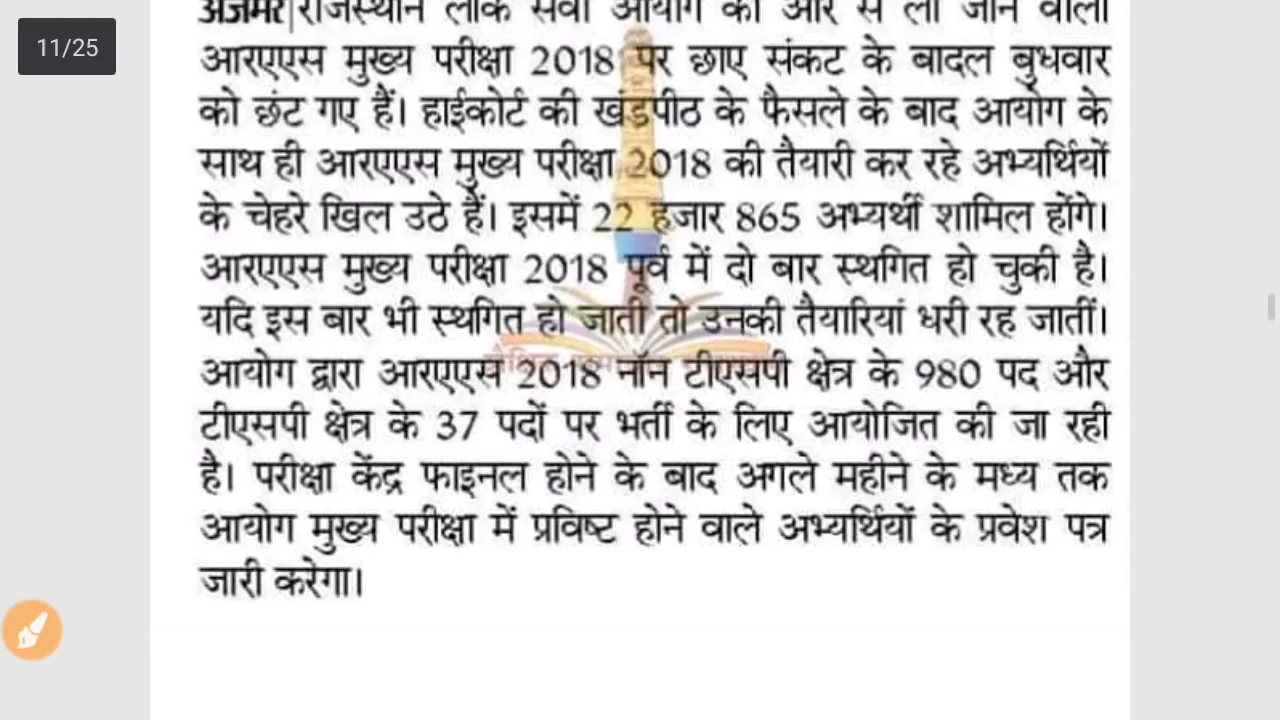 11/25
अजमेर|राजस्थान लोक सेवा आयोग की ओर से ली जाने वाली
आरएएस मुख्य परीक्षा 2018 पर छाए संकट के बादल बुधवार
को छंट गए हैं। हाईकोर्ट की खंडपीठ के फैसले के बाद आयोग के
साथ ही आरएएस मुख्य परीक्षा 2018 की तैयारी कर रहे अभ्यर्थियों
के चेहरे खिल उठे हैं। इसमें 22 हजार 865 अभ्यर्थी शामिल होंगे।
आरएएस मुख्य परीक्षा 2018 पूर्व में दो बार स्थगित हो चुकी है।
यदि इस बार भी स्थगित हो जाती तो उनकी तैयारियां धरी रह जातीं।
आयोग द्वारा आरएएस 2018 नॉन टीएसपी क्षेत्र के 980 पद और
टीएसपी क्षेत्र के 37 पदों पर भर्ती के लिए आयोजित की जा रही
है। परीक्षा केंद्र फाइनल होने के बाद अगले महीने के मध्य तक
आयोग मुख्य परीक्षा में प्रविष्ट होने वाले अभ्यर्थियों के प्रवेश पत्र
जारी करेगा।